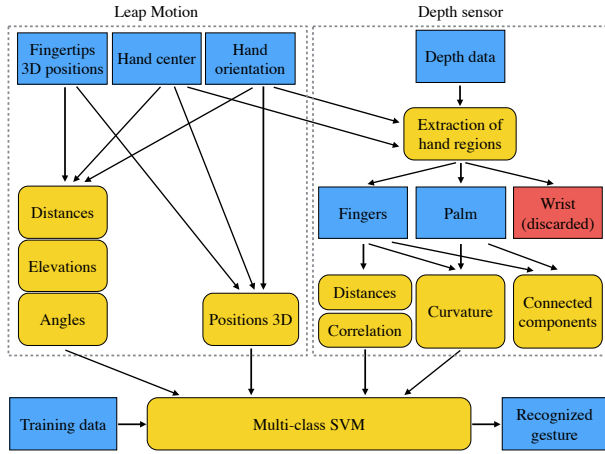 Leap Motion
Depth sensor
Fingertips
3D positions
Hand center
Hand
orientation
Depth data
Extraction of
hand regions
Fingers
Palm
Wrist
(discarded)
Distances
Elevations
Angles
Positions 3D
Distances
Correlation
Curvature
Connected
components
Training data
Multi-class SVM
Recognized
gesture